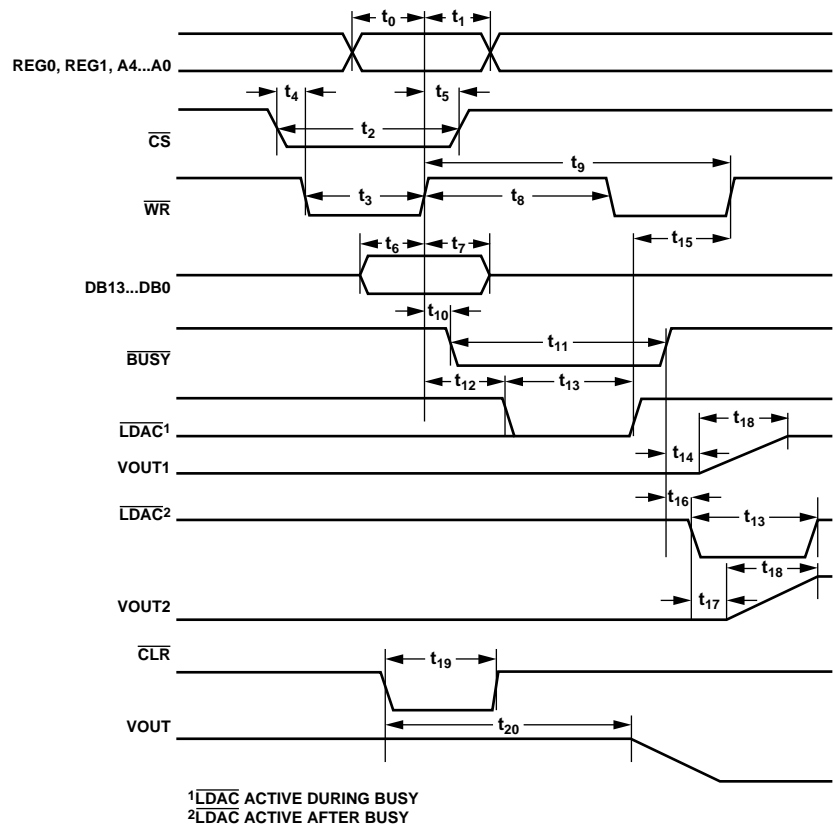 t0 t1
REG0, REG1, A4...A0
t4 t5
t2
CS
t9
t3 t8
WR
t15
t6 t7
DB13...DB0
t10
t11
BUSY
t12 t13
LDAC1
t18
t14
VOUT1
t16
LDAC2
t13
t18
t17
VOUT2
CLR
t19
VOUT
t20
1LDAC ACTIVE DURING BUSY
2LDAC ACTIVE AFTER BUSY